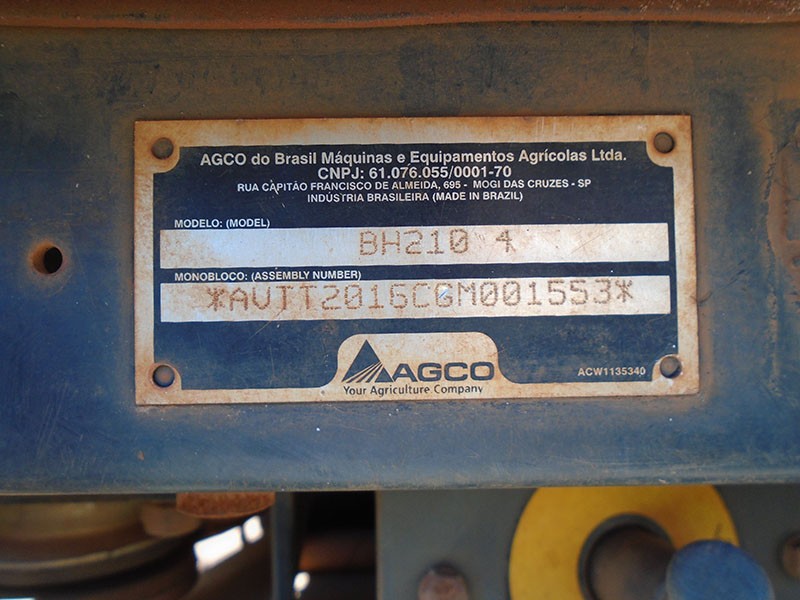 AGCO do Brasil Máquinas e Equipamentos Agrícolas Ltda.
CNPJ: 61.076.055/0001-70
RUA CAPITÃO FRANCISCO DE ALMEIDA, 695 - MOGI DAS CRUZES - SP
INDÚSTRIA BRASILEIRA (MADE IN BRAZIL)
MODELO: (MODEL)
BH210 4
MONOBLOCO: (ASSEMBLY NUMBER)
*AVTT2016CGM001553*
AGCO
Your Agriculture Company
ACW1135340